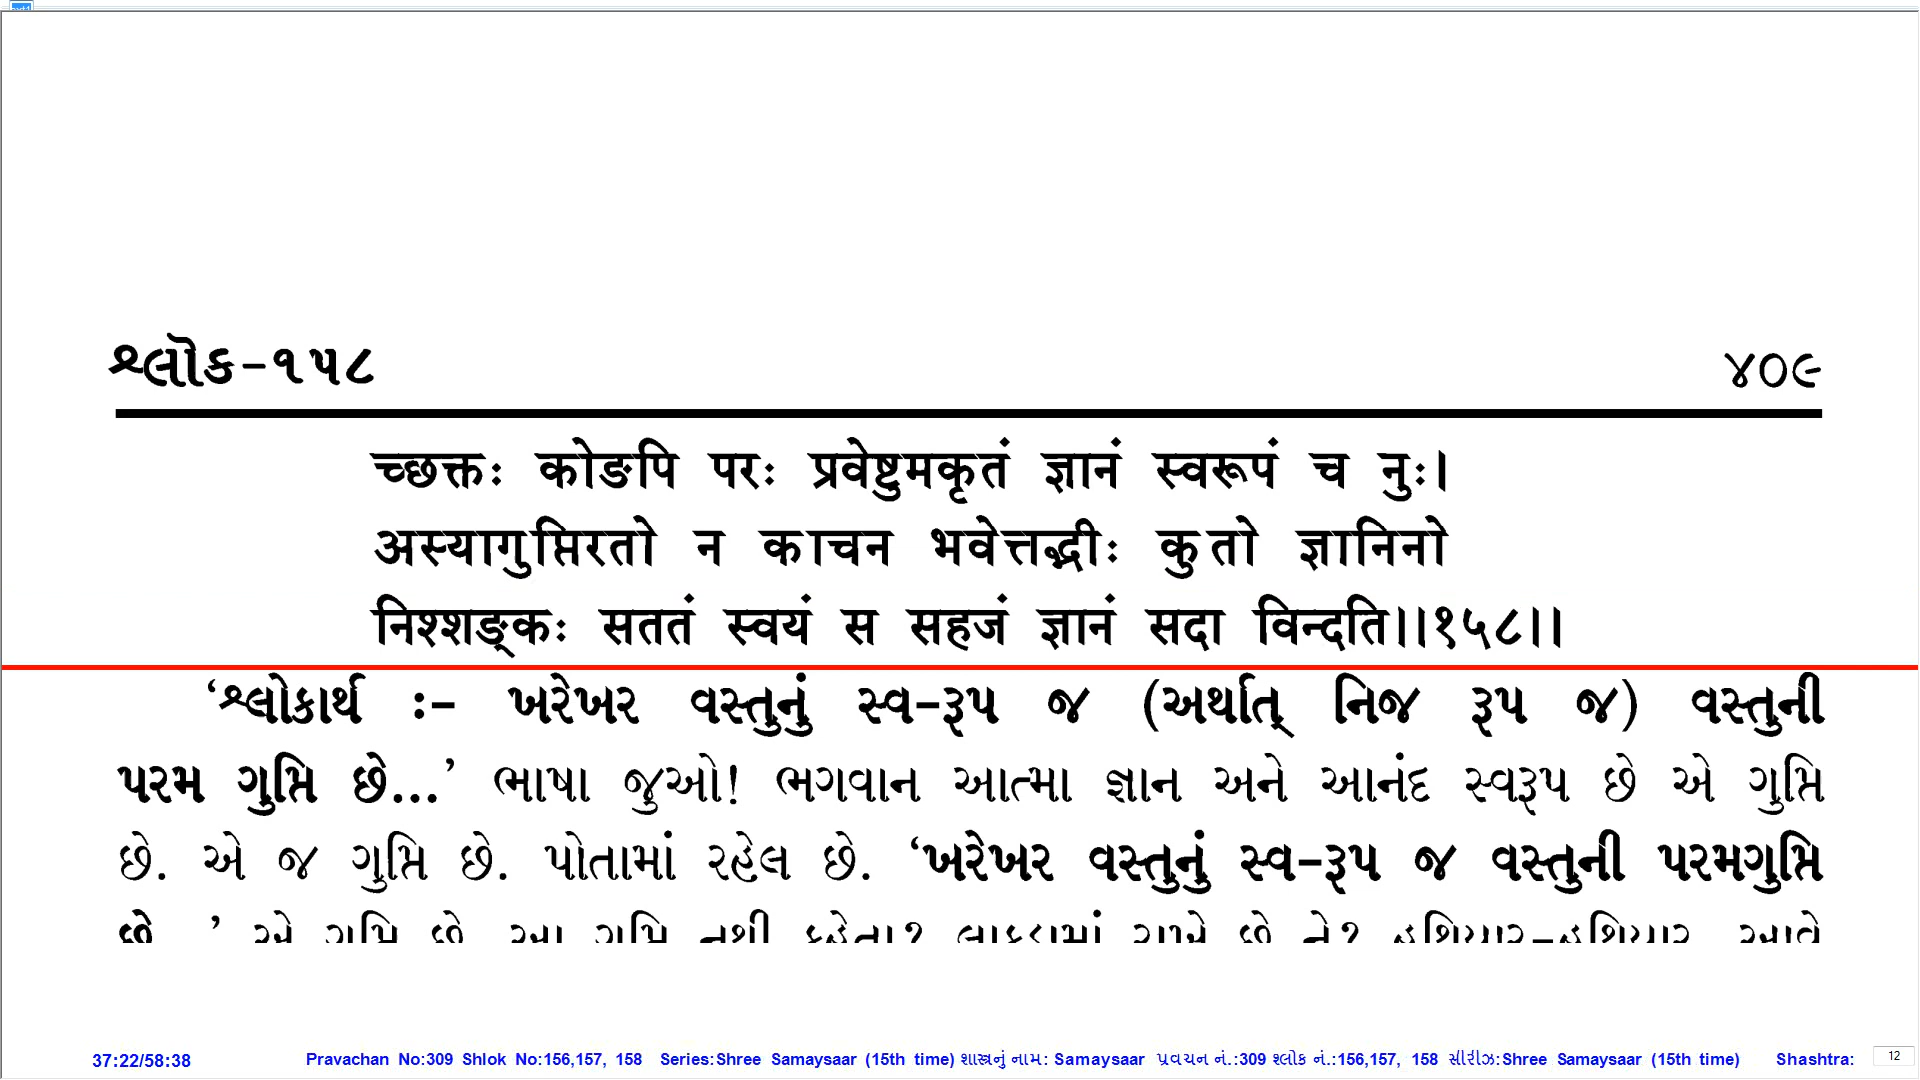 શ્લોક-૧૫૮ ૪૦૯
च्छक्तः कोઙपि परः प्रवेष्टुमकृतं ज्ञानं स्वरूपं च नुः।
अस्यागुप्तिरतो न काचन भवेत्तद्भीः कुतो ज्ञानिनो
निश्शङ्कः सततं स्वयं स सहजं ज्ञानं सदा विन्दति।।१५८।।
‘શ્લોકાર્થ :- ખરેખર વસ્તુનું સ્વ-રૂપ જ (અર્થાત્ નિજ રૂપ જ) વસ્તુની
પરમ ગુપ્તિ છે...’ ભાષા જુઓ! ભગવાન આત્મા જ્ઞાન અને આનંદ સ્વરૂપ છે એ ગુપ્તિ
છે. એ જ ગુપ્તિ છે. પોતામાં રહેલ છે. ‘ખરેખર વસ્તુનું સ્વ-રૂપ જ વસ્તુની પરમગુપ્તિ
37:22/58:38 Pravachan No:309 Shlok No:156,157, 158 Series:Shree Samaysaar (15th time) શાસ્ત્રનું નામ: Samaysaar પ્રવચન નં.:309 શ્લોક નં.:156,157, 158 સીરીઝ:Shree Samaysaar (15th time) Shashtra: 12